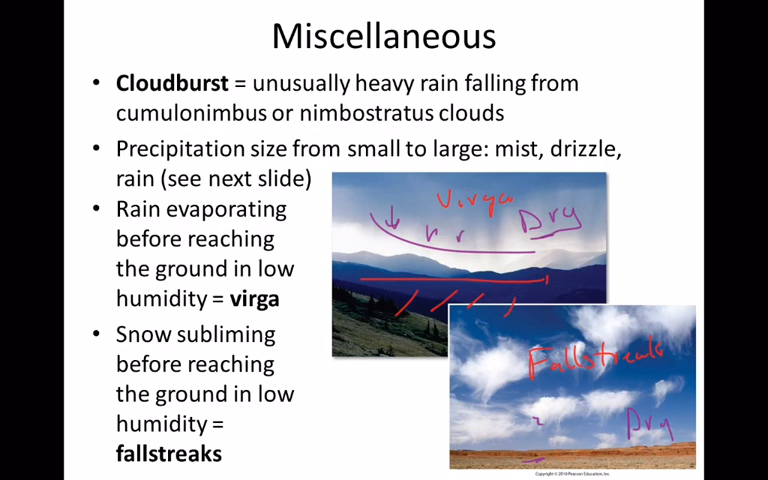 Miscellaneous
• Cloudburst = unusually heavy rain falling from
cumulonimbus or nimbostratus clouds
• Precipitation size from small to large: mist, drizzle,
rain (see next slide)
• Rain evaporating
before reaching
the ground in low
humidity = virga
• Snow subliming
before reaching
the ground in low
humidity =
fallstreaks
Virga
Dry
Fallstreaks
Dry
Copyright © 2010 Pearson Education, Inc.